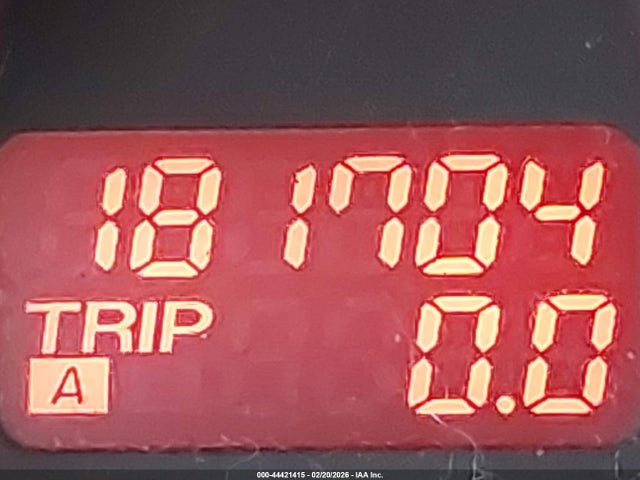 181704
TRIP 0.0
A
000-44421415 - 02/20/2026 - IAA Inc.